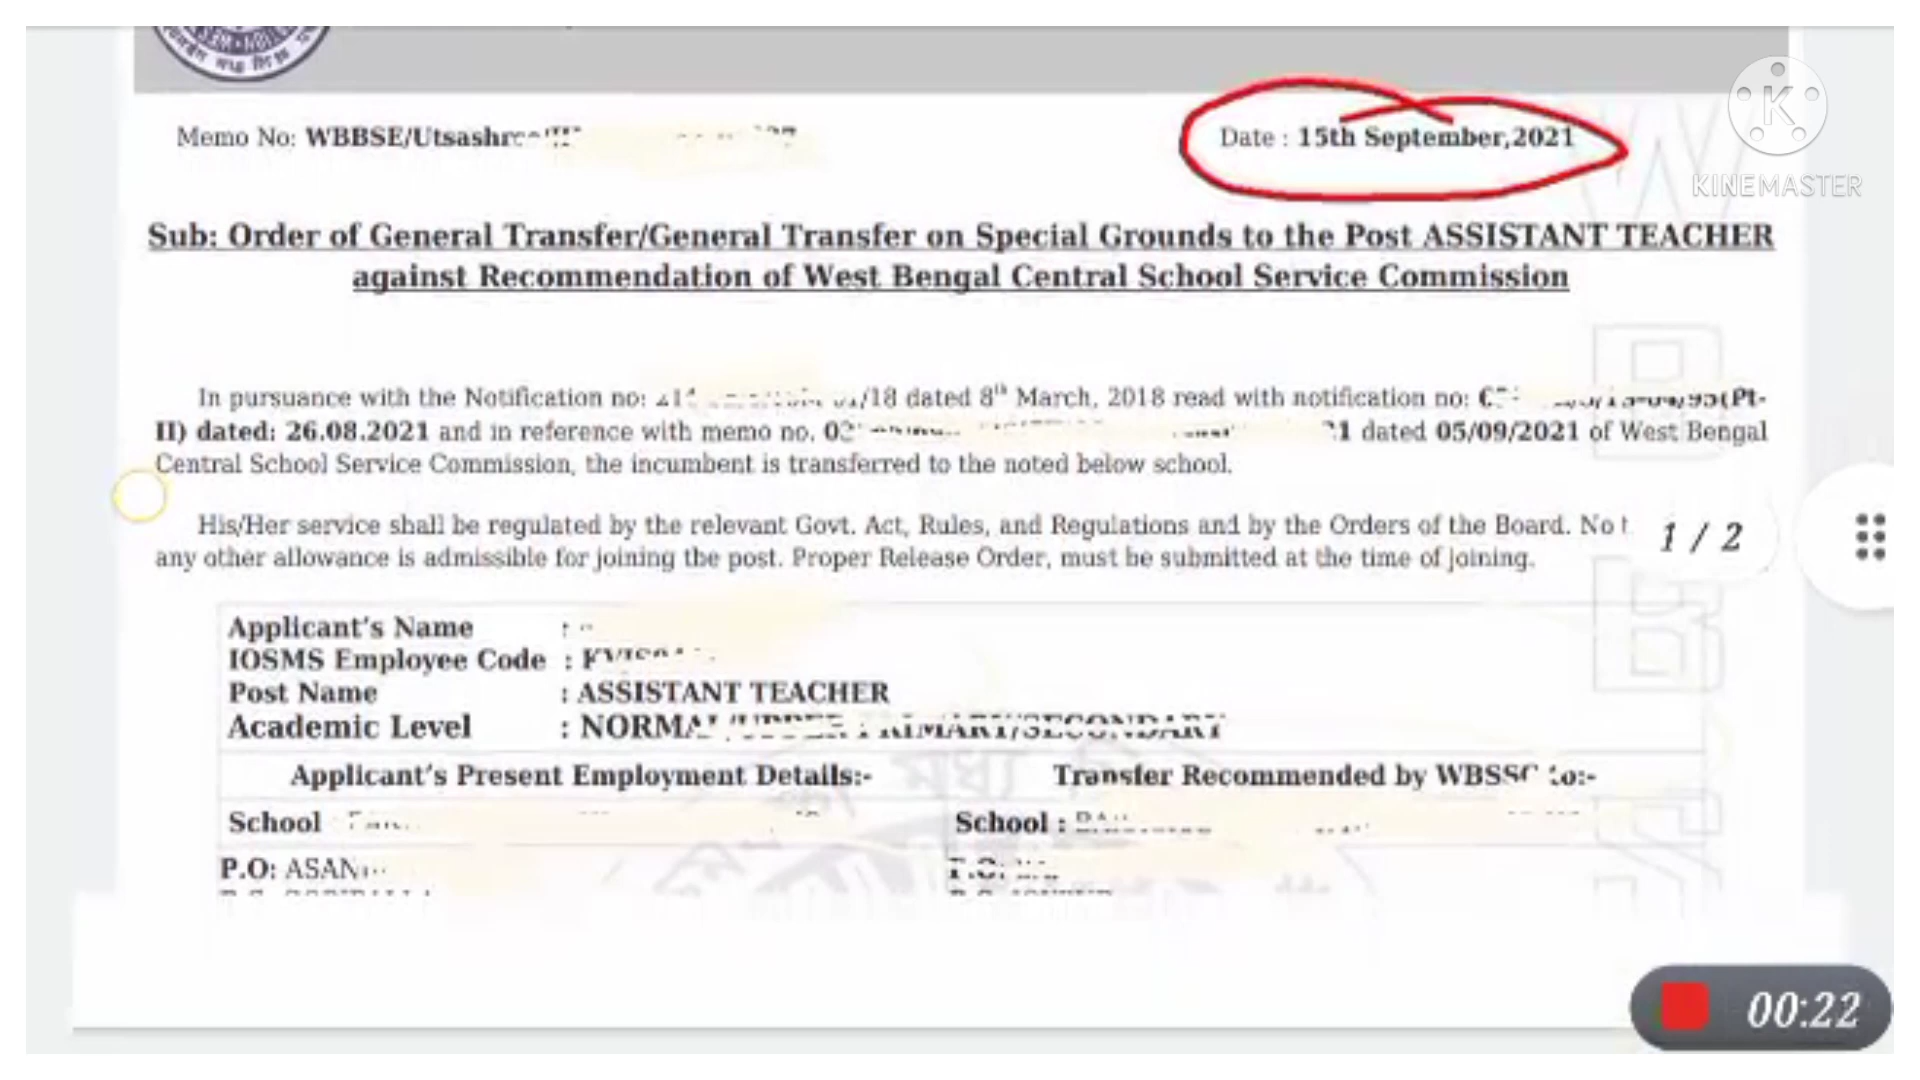 Memo No: WBBSE/Utsashree
Date : 15th September,2021
KINEMASTER
Sub: Order of General Transfer/General Transfer on Special Grounds to the Post ASSISTANT TEACHER
against Recommendation of West Bengal Central School Service Commission
In pursuance with the Notification no: /18 dated 8th March, 2018 read with notification no: (Pt-
II) dated: 26.08.2021 and in reference with memo no. dated 05/09/2021 of West Bengal
Central School Service Commission, the incumbent is transferred to the noted below school.
His/Her service shall be regulated by the relevant Govt. Act, Rules, and Regulations and by the Orders of the Board. No
any other allowance is admissible for joining the post. Proper Release Order, must be submitted at the time of joining.
1 / 2
Applicant's Name :
IOSMS Employee Code :
Post Name : ASSISTANT TEACHER
Academic Level : NORMAL/UPPER PRIMARY/SECONDARY
Applicant's Present Employment Details:-
Transfer Recommended by WBSSC to:-
School
School :
P.O: ASAN
P.O:
00:22